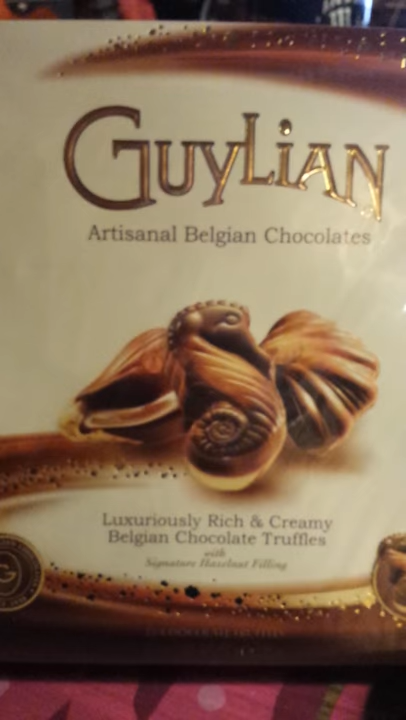 GUYLIAN
Artisanal Belgian Chocolates
Luxuriously Rich & Creamy
Belgian Chocolate Truffles
with
Signature Hazelnut Filling
G